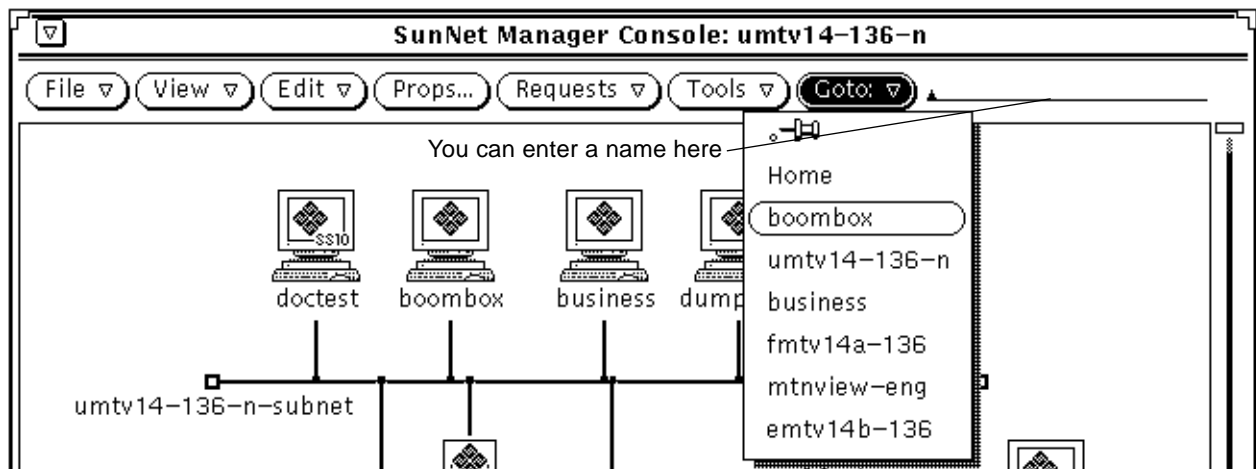 SunNet Manager Console: umtv14-136-n
File View Edit Props... Requests Tools Goto:
You can enter a name here
Home
boombox
umtv14-136-n
business
fmtv14a-136
mtnview-eng
emtv14b-136
SS10
doctest boombox business dump
umtv14-136-n-subnet